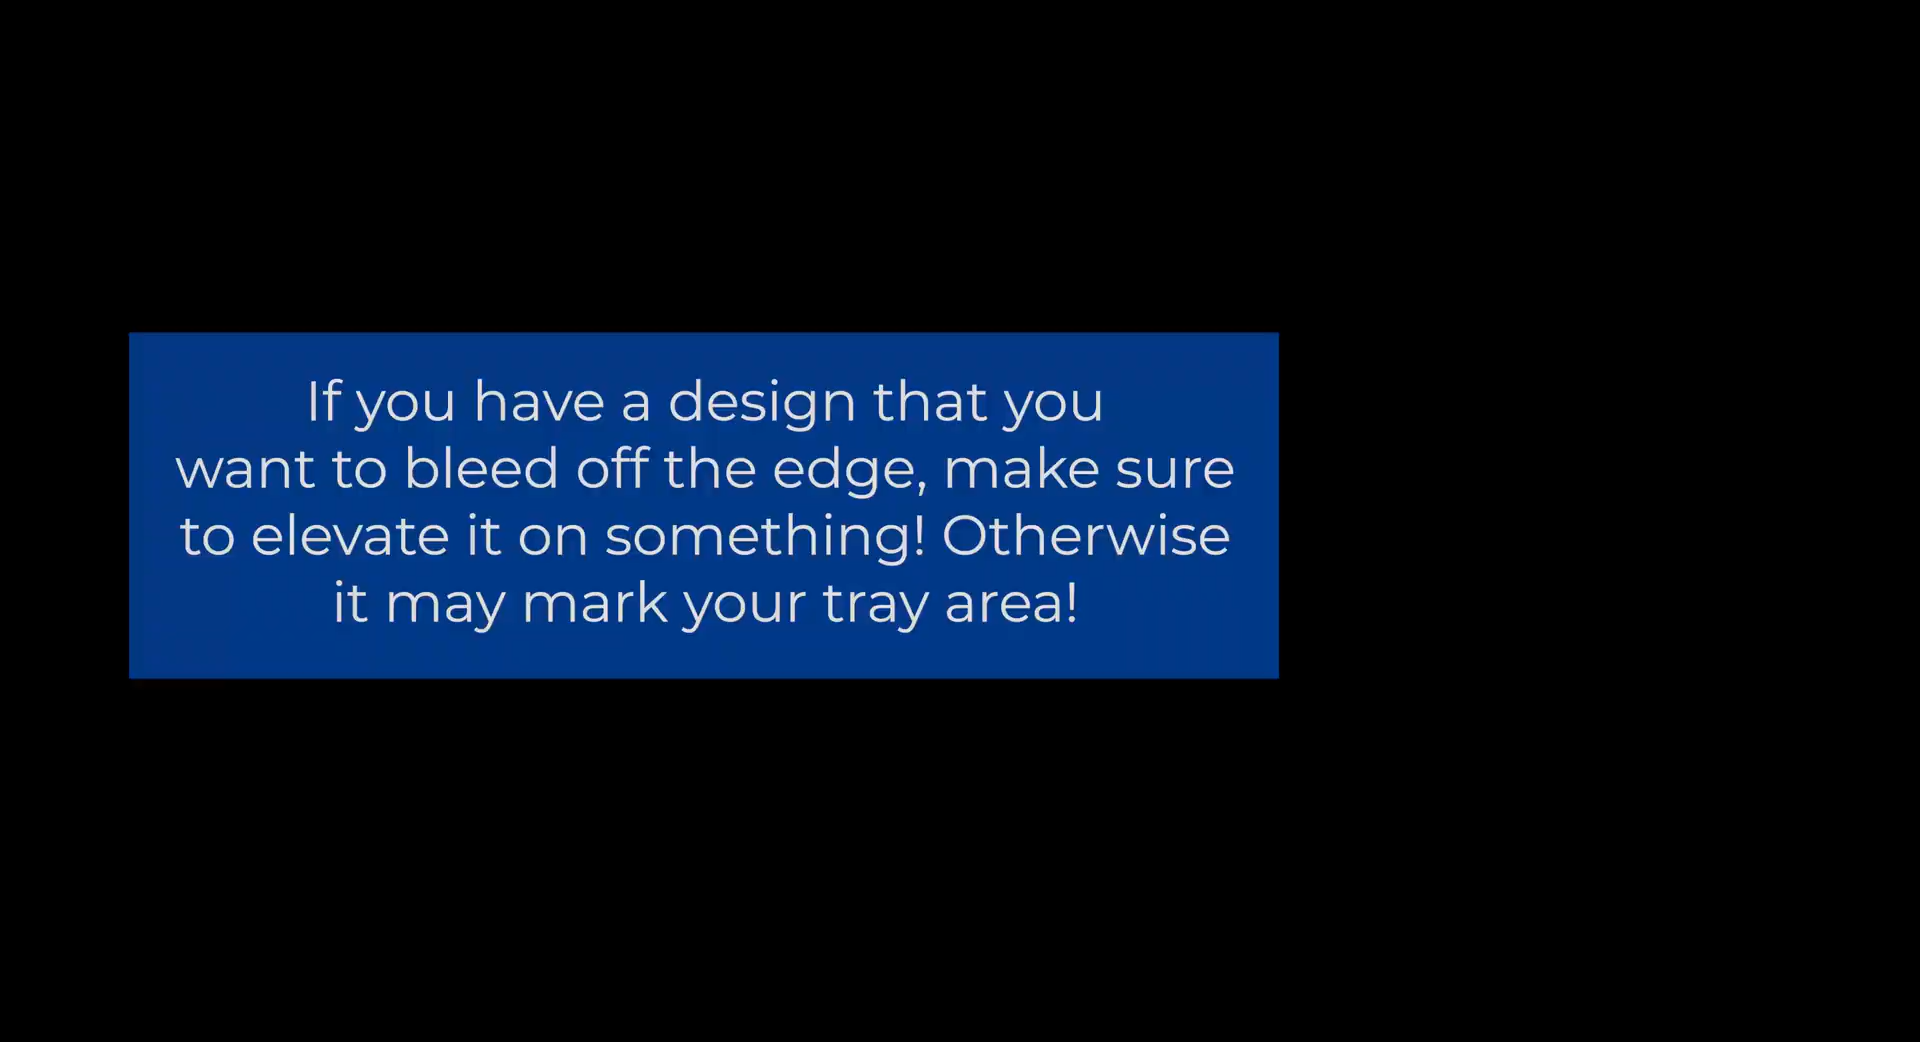 If you have a design that you
want to bleed off the edge, make sure
to elevate it on something! Otherwise
it may mark your tray area!